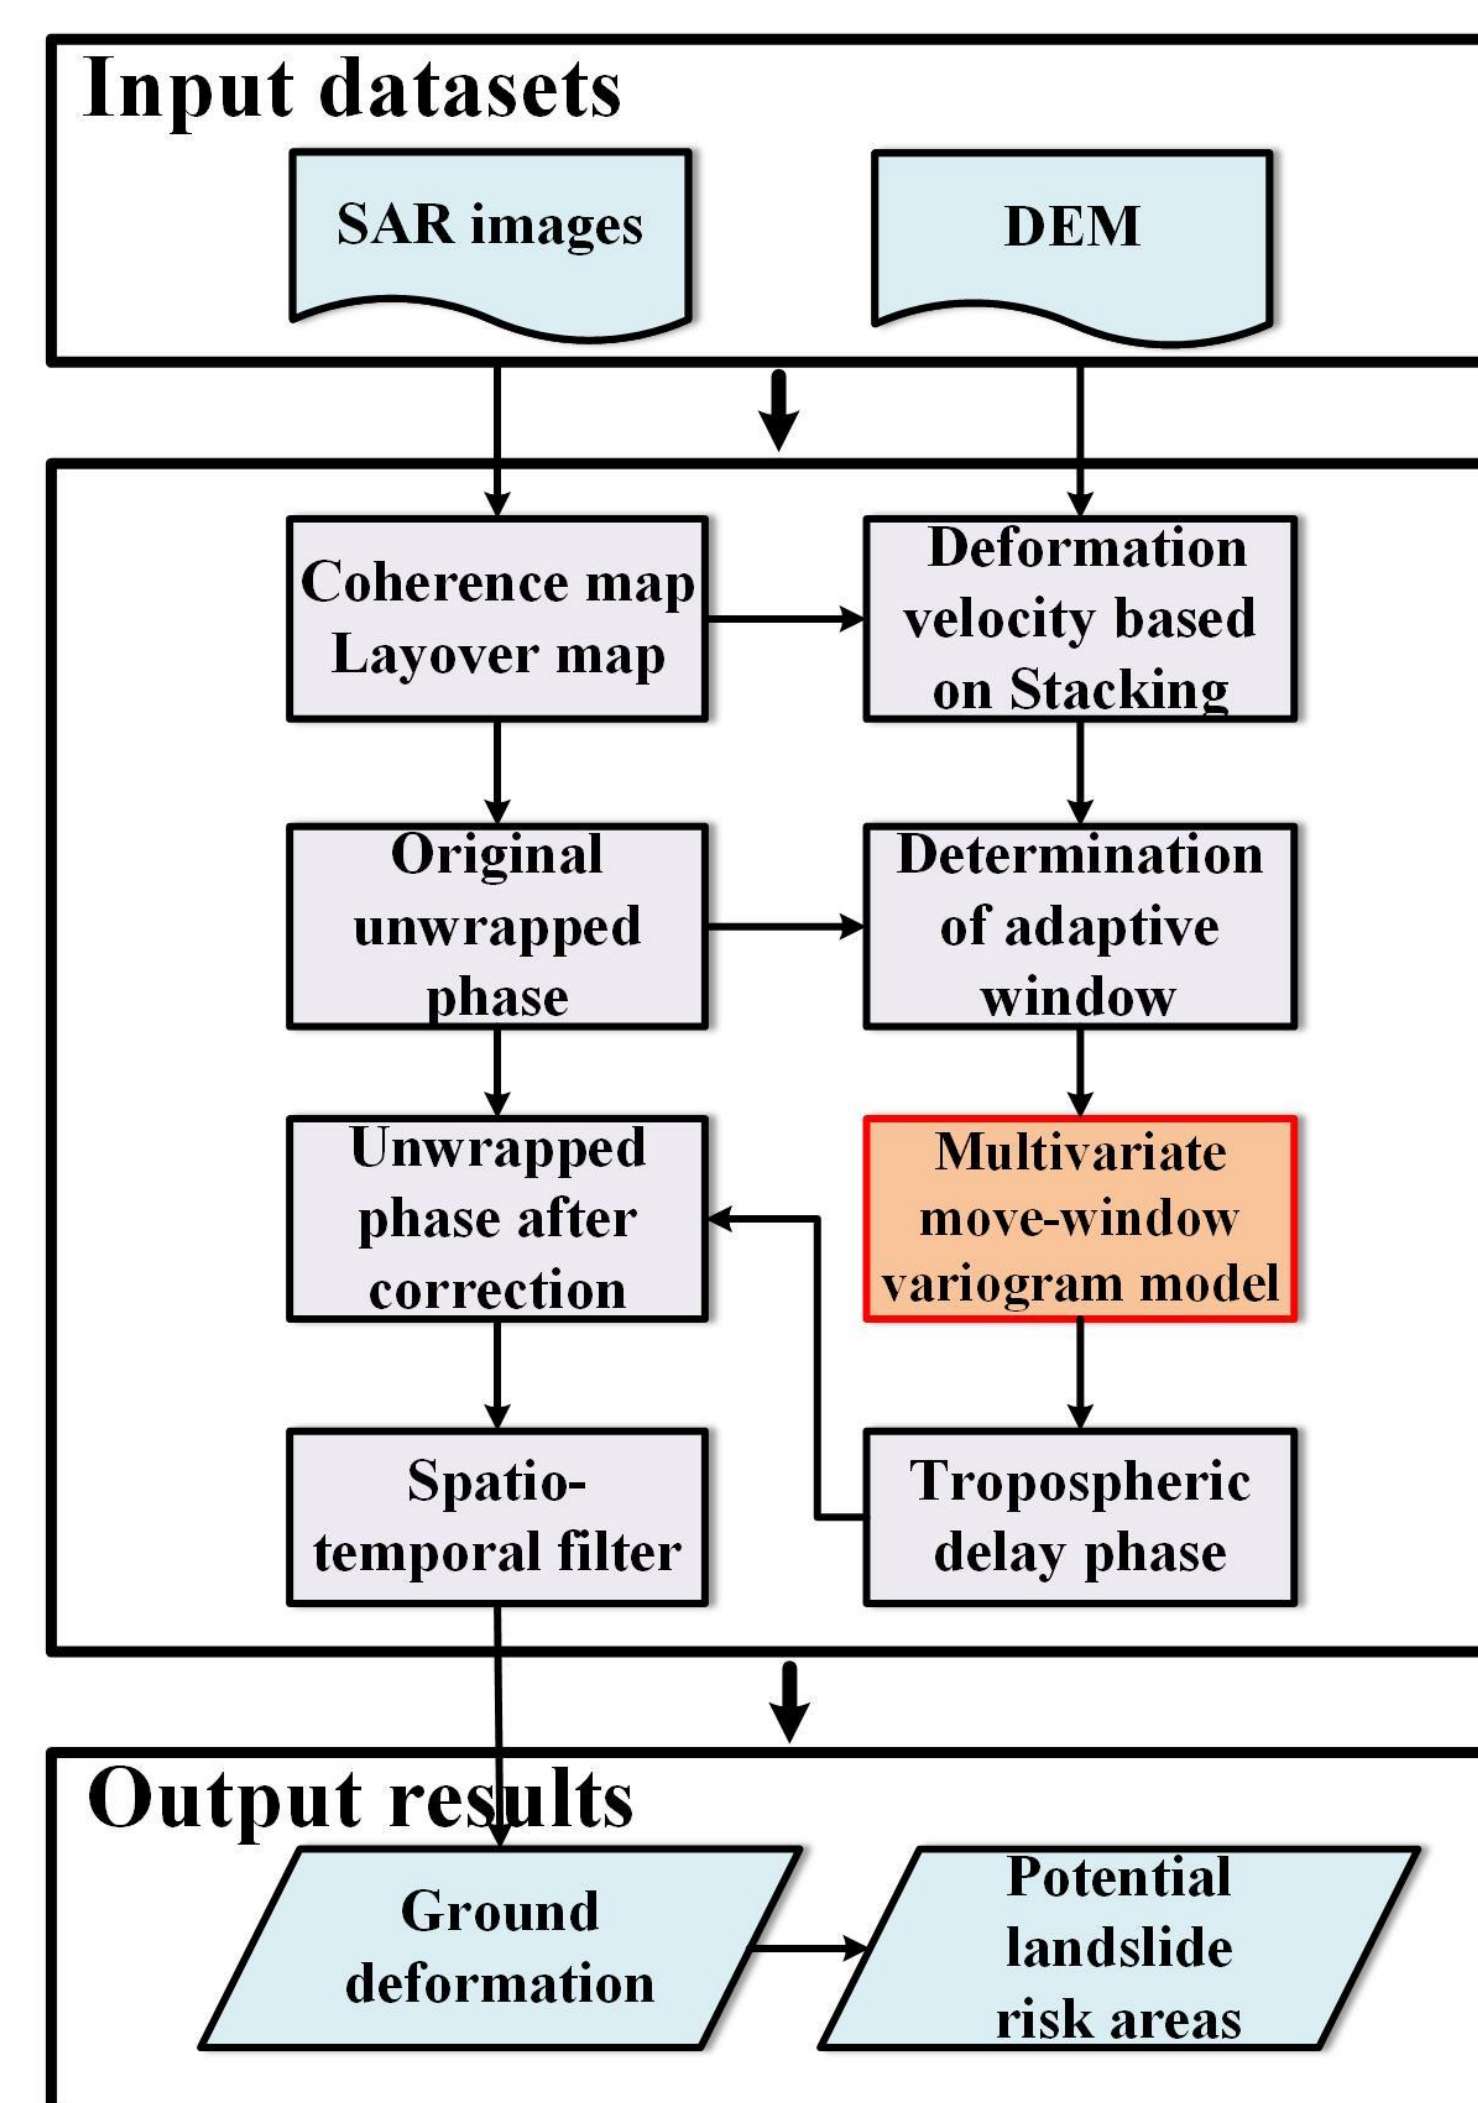 Input datasets
SAR images
DEM
Coherence map
Layover map
Deformation
velocity based
on Stacking
Original
unwrapped
phase
Determination
of adaptive
window
Unwrapped
phase after
correction
Multivariate
move-window
variogram model
Spatio-
temporal filter
Tropospheric
delay phase
Output results
Ground
deformation
Potential
landslide
risk areas